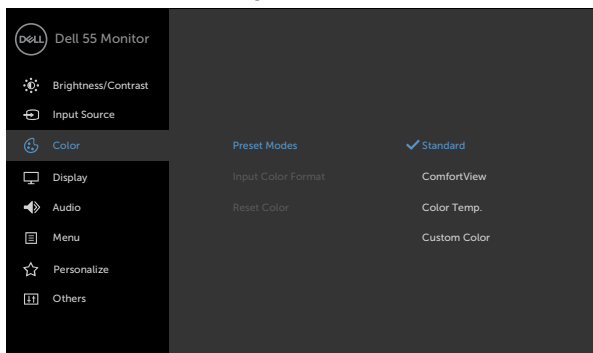 DELL Dell 55 Monitor
Brightness/Contrast
Input Source
Color Preset Modes Standard
Display Input Color Format ComfortView
Audio Reset Color Color Temp.
Menu Custom Color
Personalize
Others